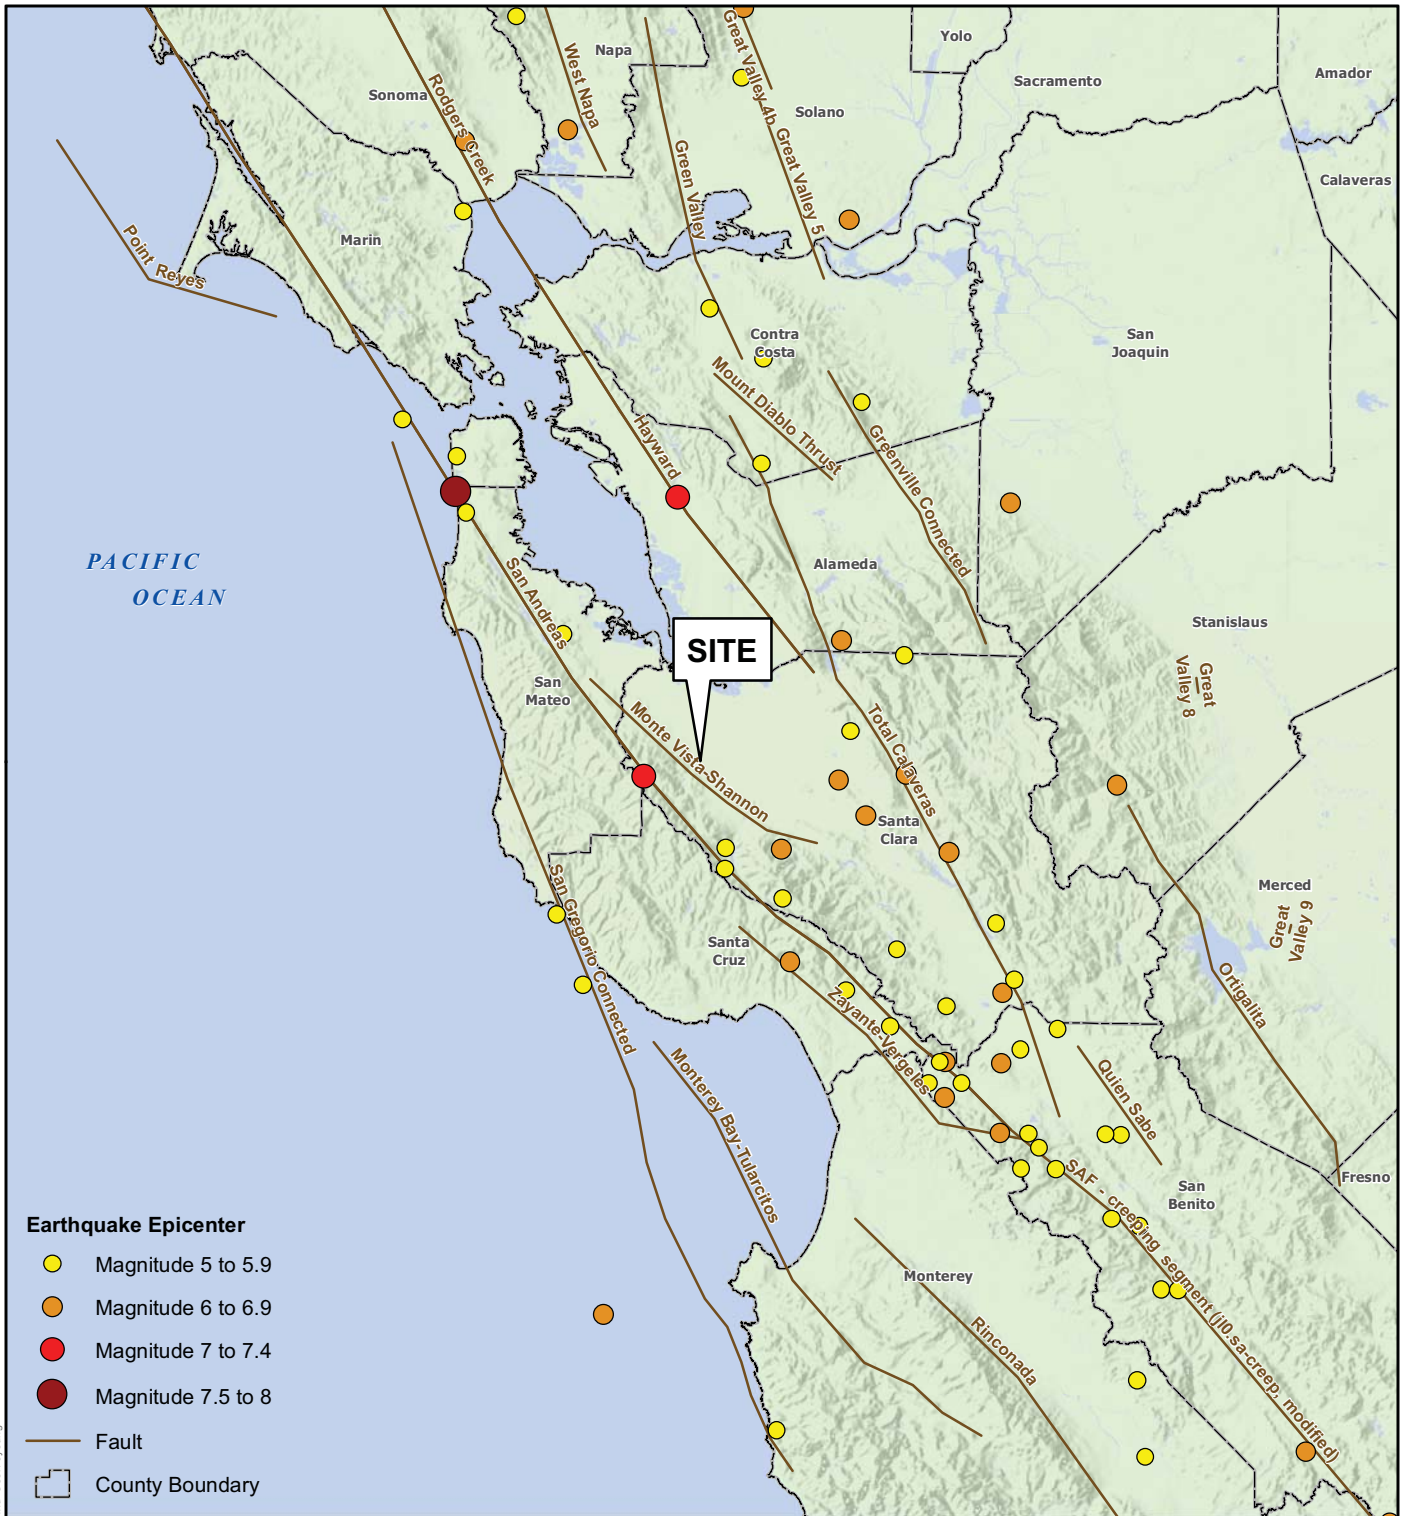 Yolo
Napa
Sacramento
Amador
West Napa
Great Valley 4b
Great Valley 5
Solano
Sonoma
Rodgers Creek
Green Valley
Calaveras
Marin
Point Reyes
Contra
Costa
San
Joaquin
Mount Diablo Thrust
Hayward
Greenville Connected
PACIFIC
OCEAN
San Andreas
Alameda
Stanislaus
SITE
Great
Valley 8
San
Mateo
Monte Vista-Shannon
Total Calaveras
Santa
Clara
Merced
Great
Valley 9
San Gregorio Connected
Santa
Cruz
Zayante-Vergeles
Ortigalita
Monterey Bay-Tularcitos
Quien Sabe
Fresno
San
Benito
SAF - creeping segment (jl0.sa-creep, modified)
Monterey
Rinconada
Earthquake Epicenter
Magnitude 5 to 5.9
Magnitude 6 to 6.9
Magnitude 7 to 7.4
Magnitude 7.5 to 8
Fault
County Boundary